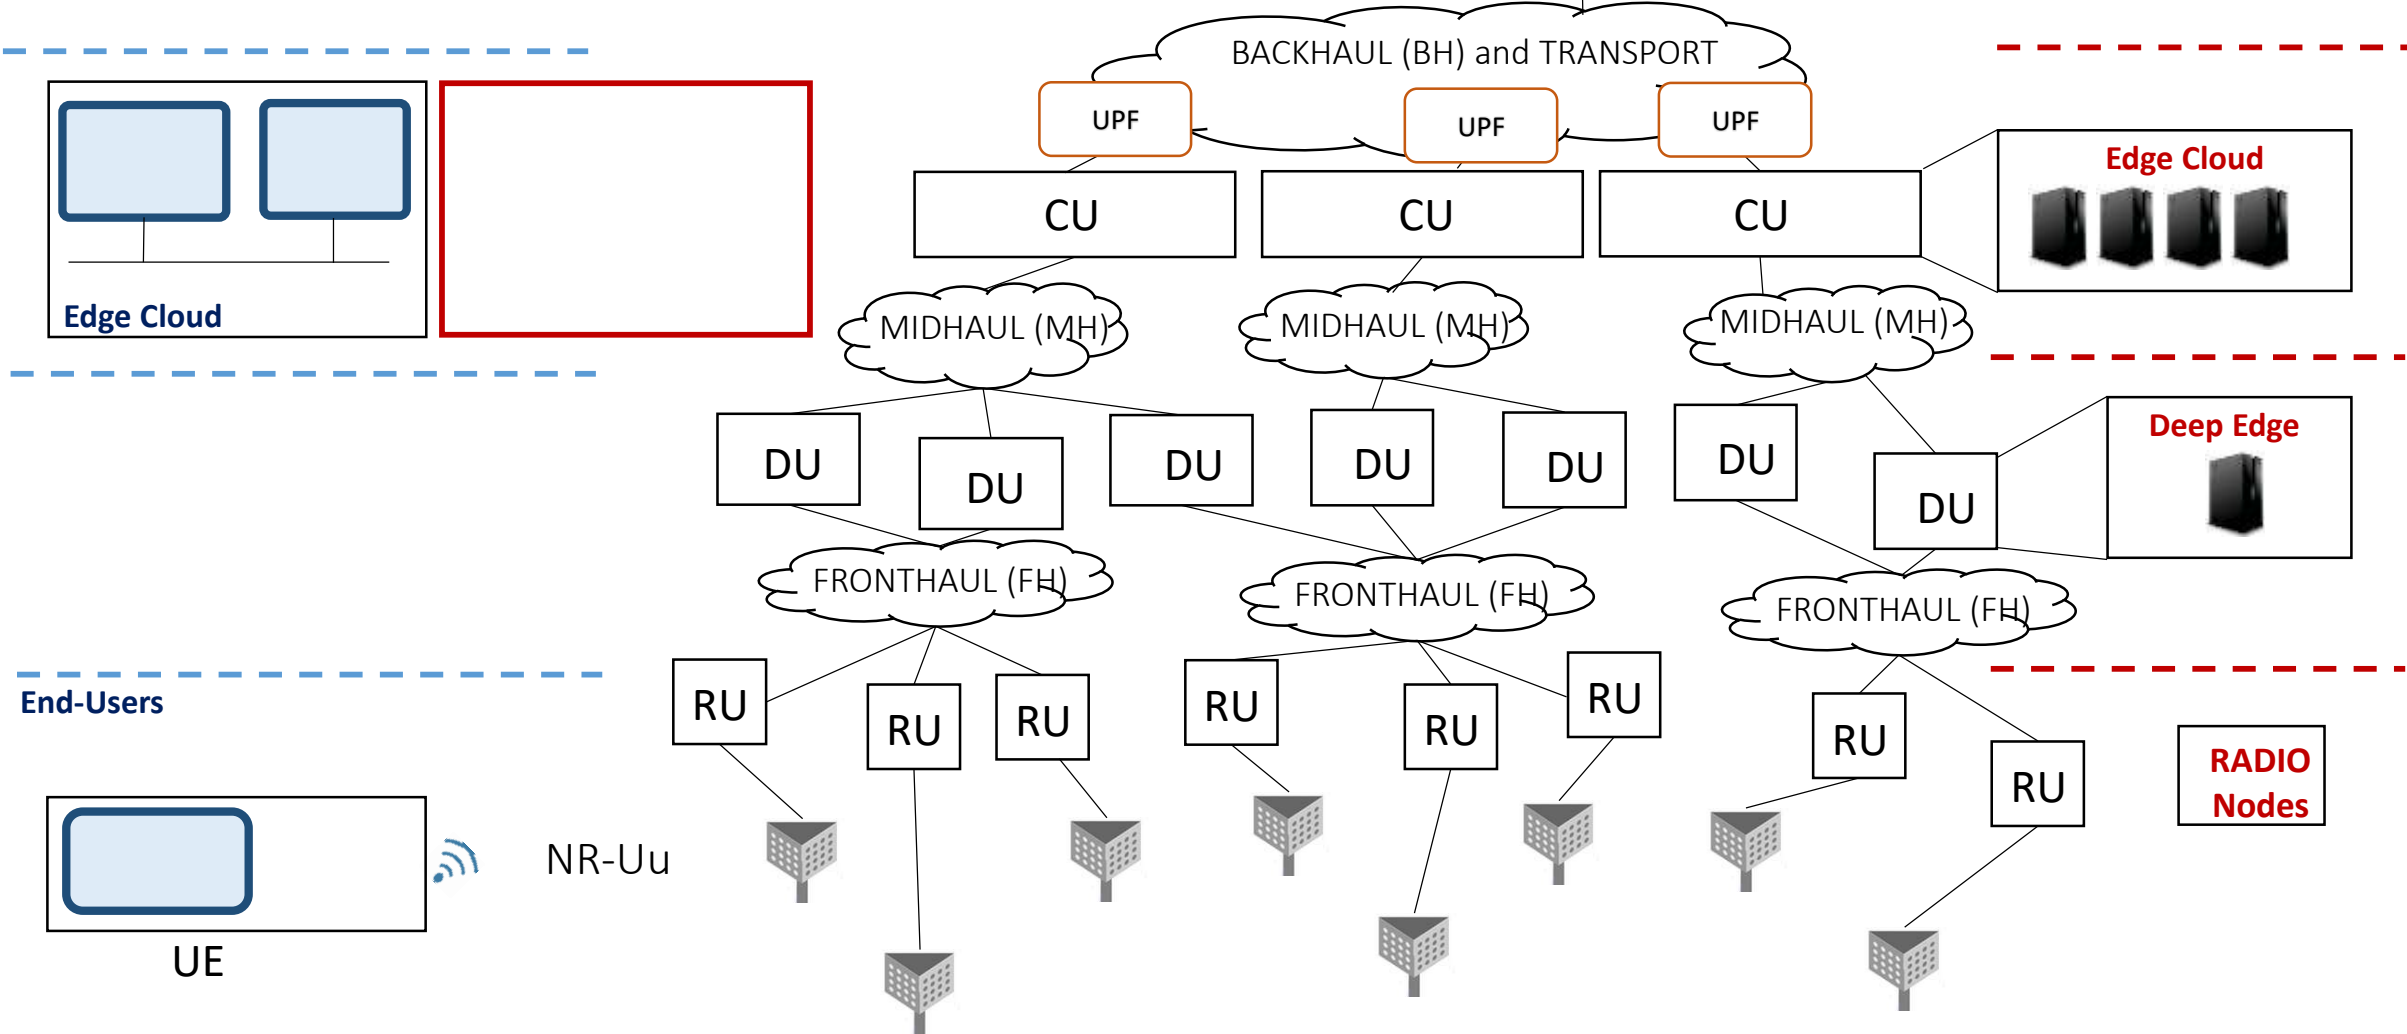 BACKHAUL (BH) and TRANSPORT
UPF
UPF
UPF
Edge Cloud
CU
CU
CU
Edge Cloud
MIDHAUL (MH)
MIDHAUL (MH)
MIDHAUL (MH)
DU
DU
DU
DU
DU
DU
DU
Deep Edge
FRONTHAUL (FH)
FRONTHAUL (FH)
FRONTHAUL (FH)
End-Users
RU
RU
RU
RU
RU
RU
RU
RU
RADIO
Nodes
NR-Uu
UE